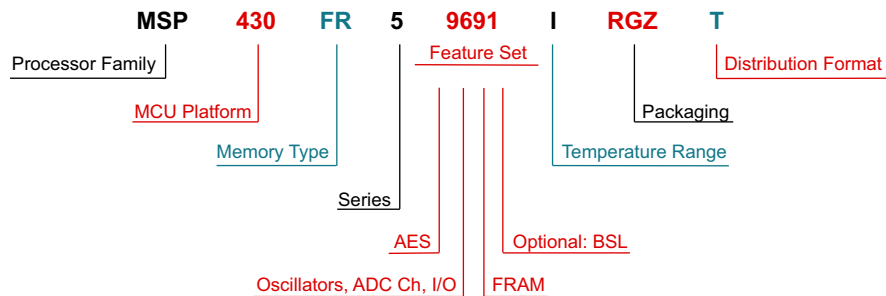 MSP 430 FR 5 9691 I RGZ T
Feature Set
Processor Family
Distribution Format
MCU Platform
Packaging
Memory Type
Temperature Range
Series
AES
Optional: BSL
Oscillators, ADC Ch, I/O
FRAM